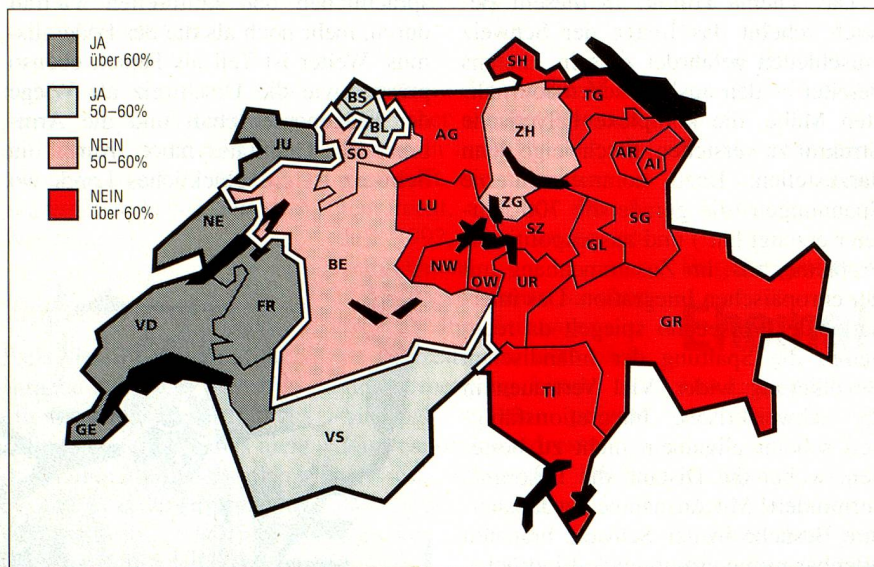 JA
über 60%
JA
50–60%
NEIN
50–60%
NEIN
über 60%
SH
BS
BL
TG
JU
AG
ZH
SO
AR
AI
LU
ZG
NE
SZ
SG
BE
NW
OW
UR
GL
VD
FR
GR
TI
GE
VS